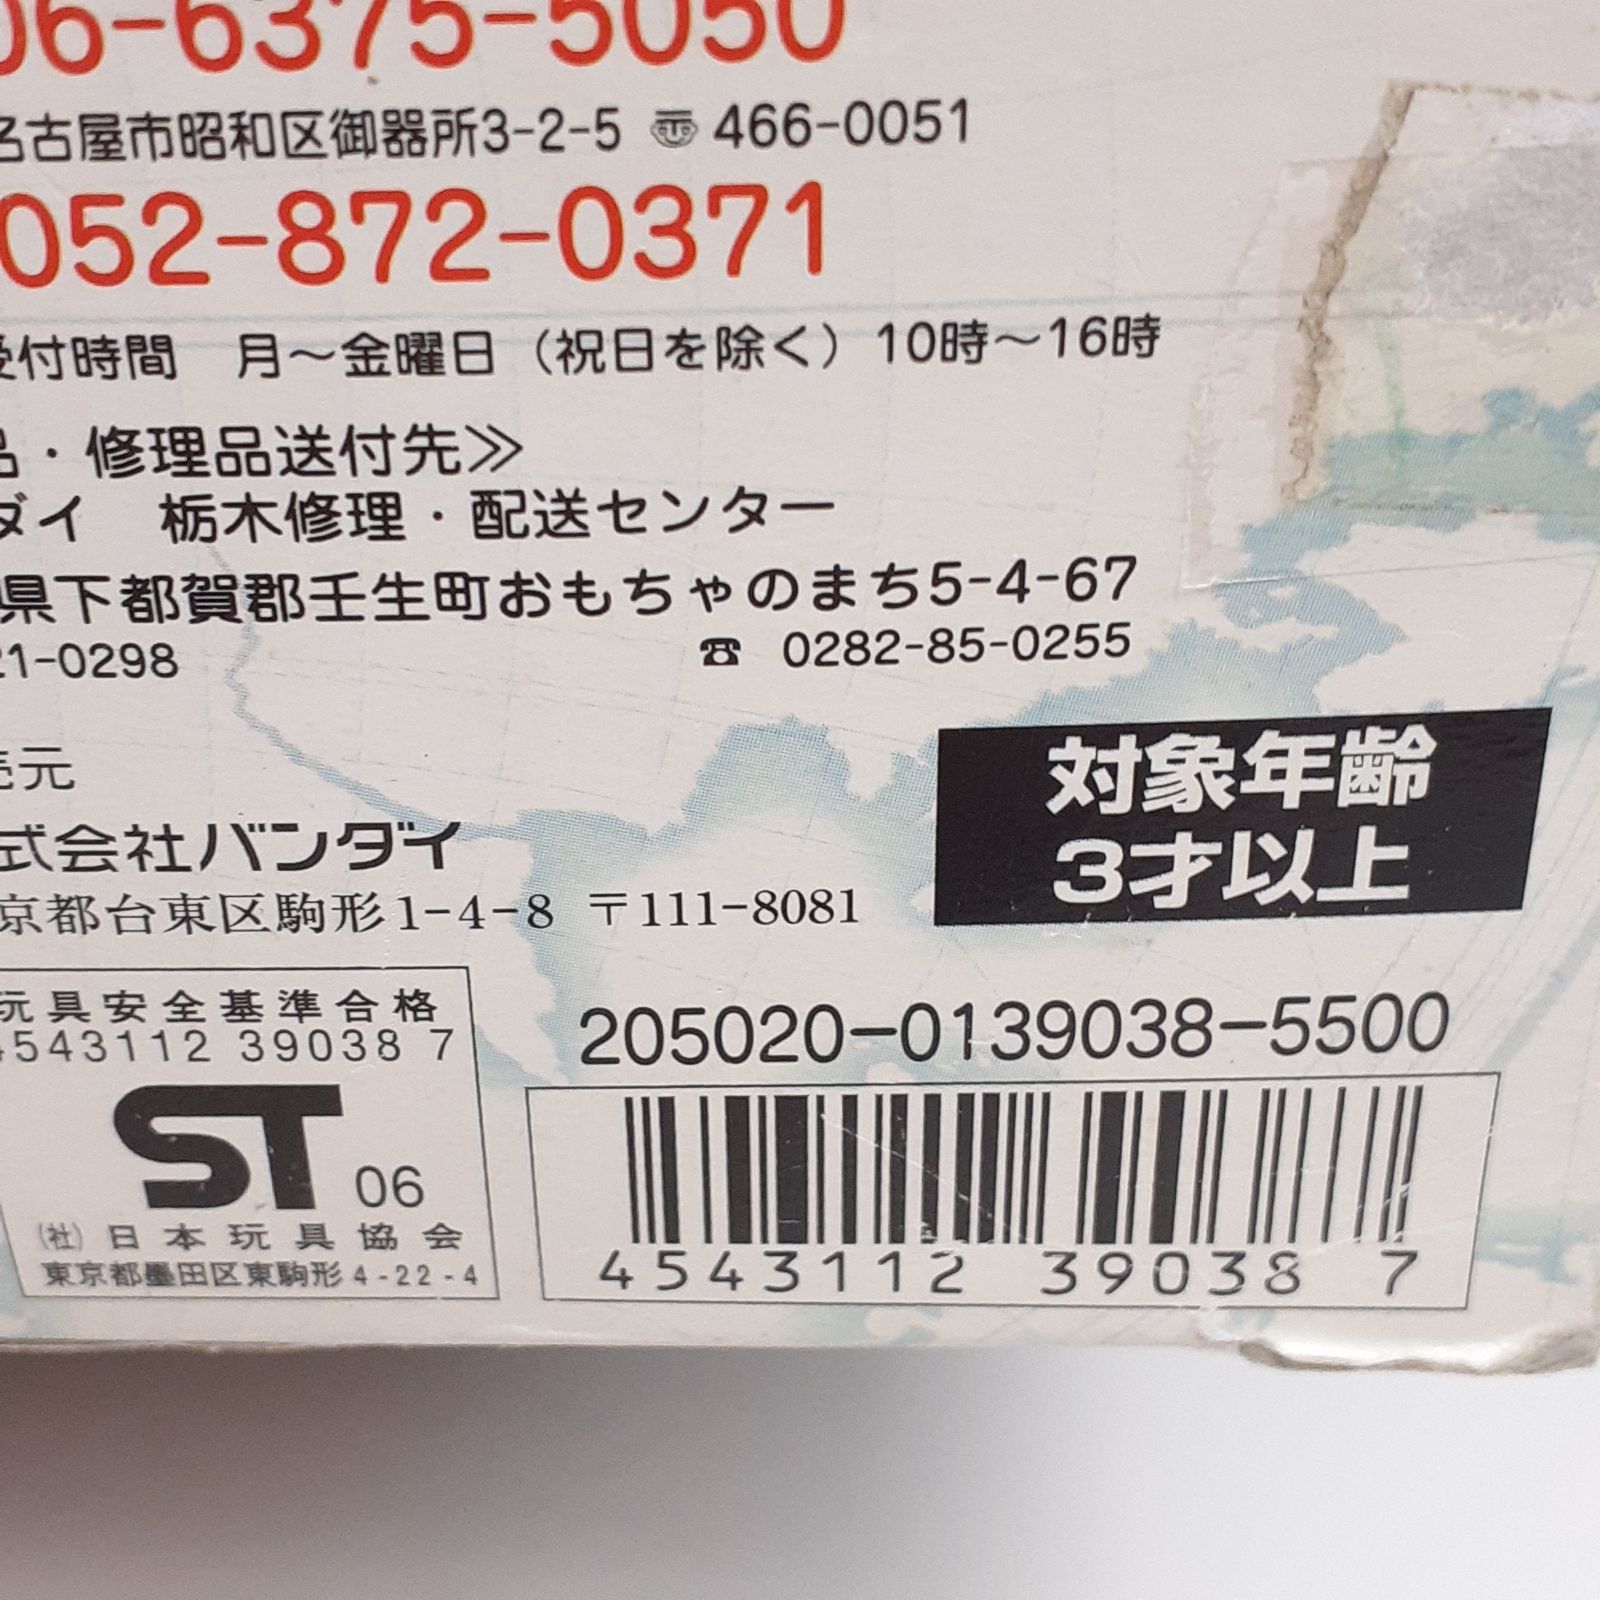 06-6375-5050
名古屋市昭和区御器所3-2-5 〠 466-0051
052-872-0371
受付時間 月〜金曜日（祝日を除く）10時〜16時
品・修理品送付先≫
ダイ 栃木修理・配送センター
県下都賀郡壬生町おもちゃのまち5-4-67
21-0298 ☎ 0282-85-0255
売元
式会社バンダイ
京都台東区駒形1-4-8 〒111-8081
対象年齢
3才以上
玩具安全基準合格
4543112 39038 7
ST 06
(社) 日本玩具協会
東京都墨田区東駒形4-22-4
205020-0139038-5500
4543112 39038 7